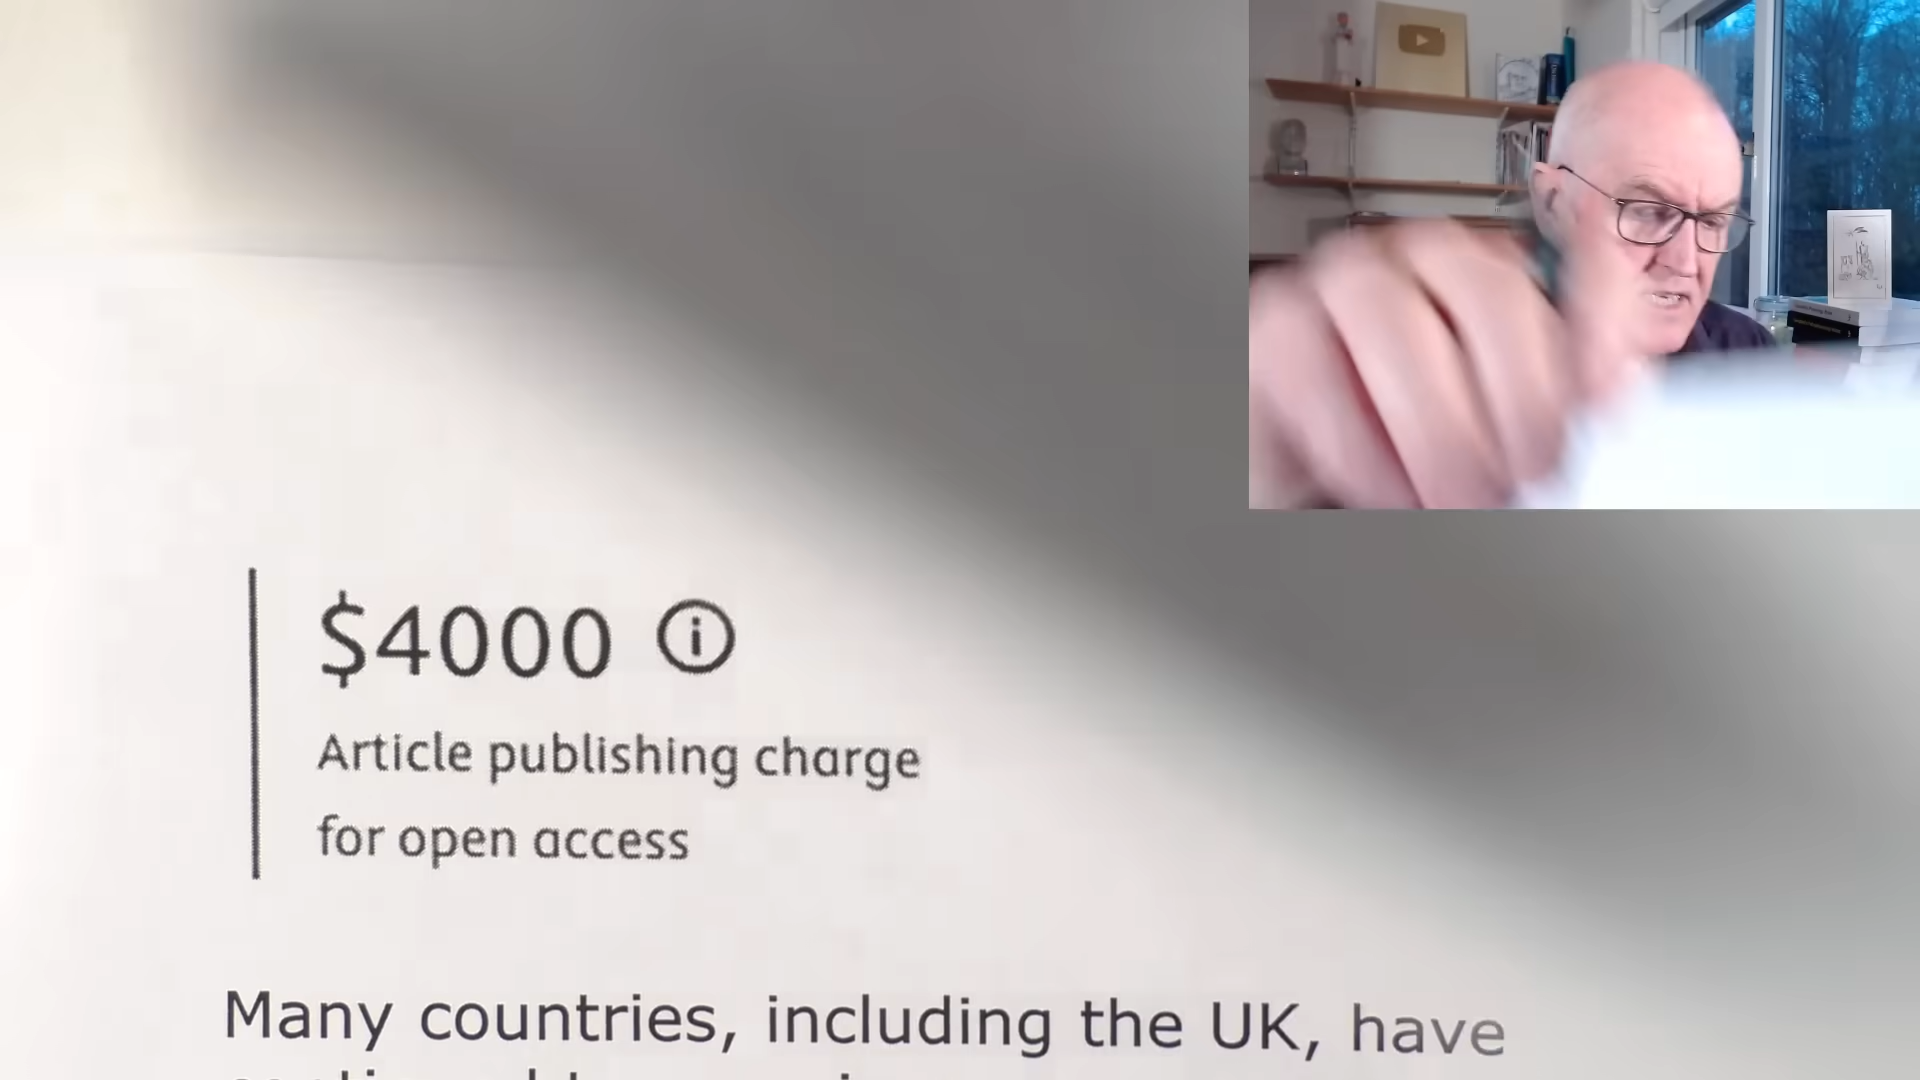 $4000 ⓘ
Article publishing charge
for open access
Many countries, including the UK, have